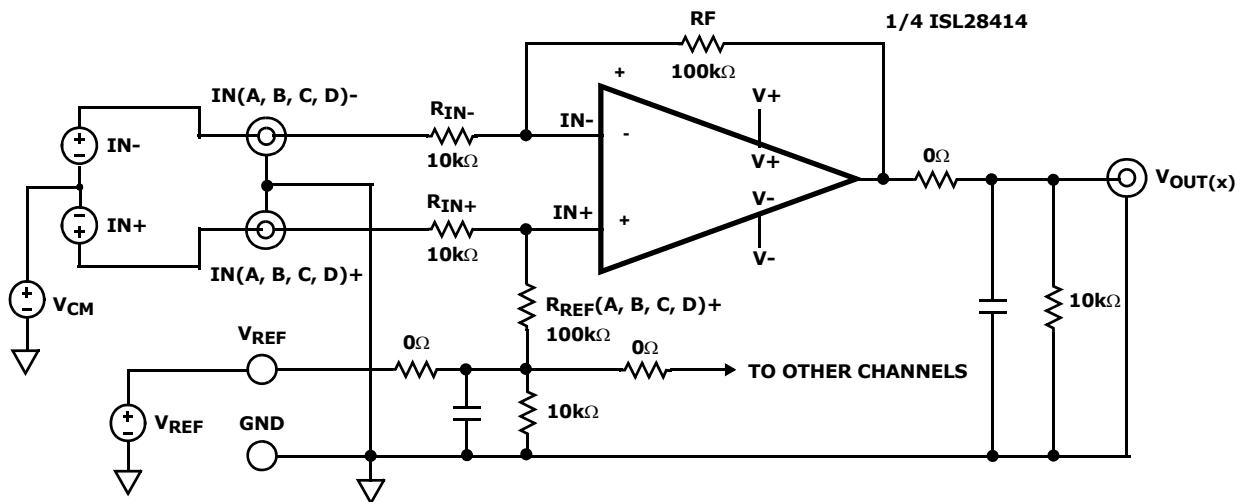 1/4 ISL28414
RF
100kΩ
+
IN(A, B, C, D)-
RIN-
10kΩ
IN-
-
V+
V+
+
-
IN-
0Ω
VOUT(x)
-
+
IN+
RIN+
10kΩ
IN+
+
V-
V-
IN(A, B, C, D)+
+
-
VCM
RREF(A, B, C, D)+
100kΩ
10kΩ
VREF
0Ω
0Ω
TO OTHER CHANNELS
+
-
VREF
10kΩ
GND